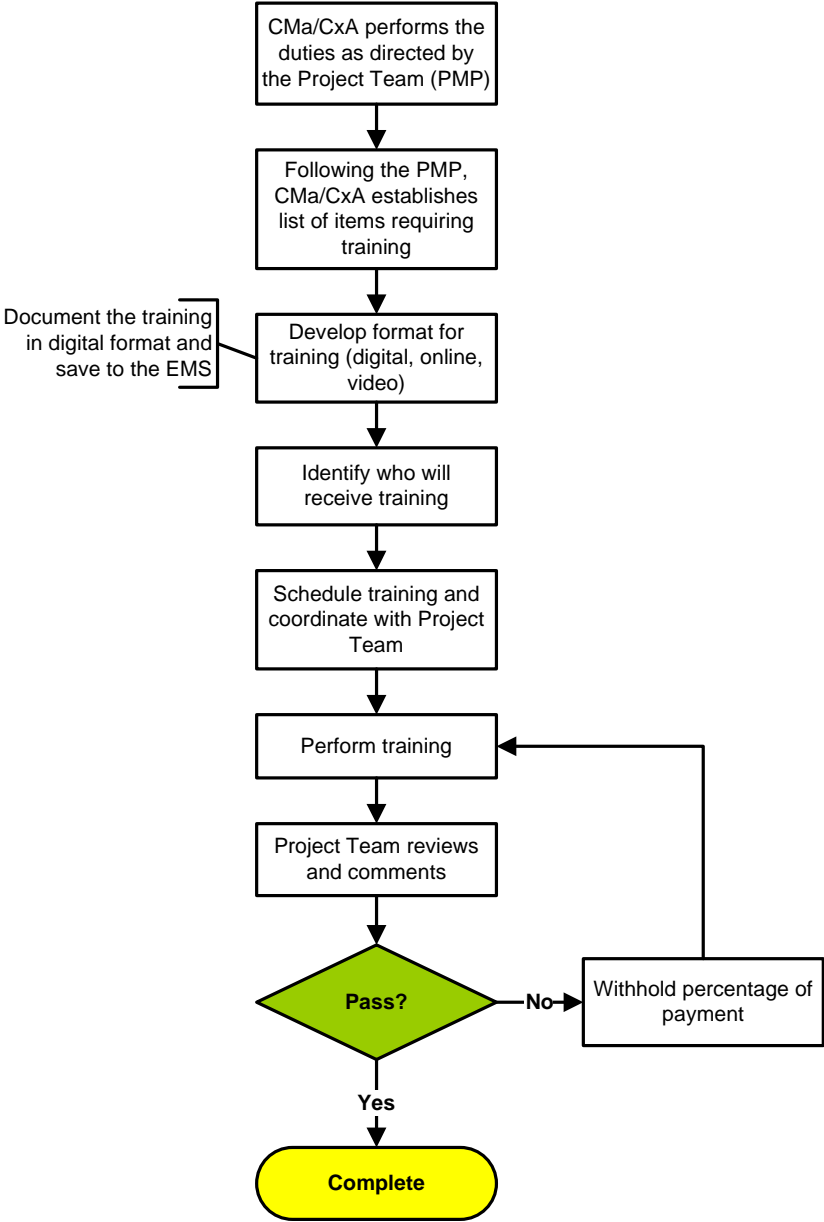 CMa/CxA performs the
duties as directed by
the Project Team (PMP)
Following the PMP,
CMa/CxA establishes
list of items requiring
training
Document the training
in digital format and
save to the EMS
Develop format for
training (digital, online,
video)
Identify who will
receive training
Schedule training and
coordinate with Project
Team
Perform training
Project Team reviews
and comments
Pass?
No
Withhold percentage of
payment
Yes
Complete